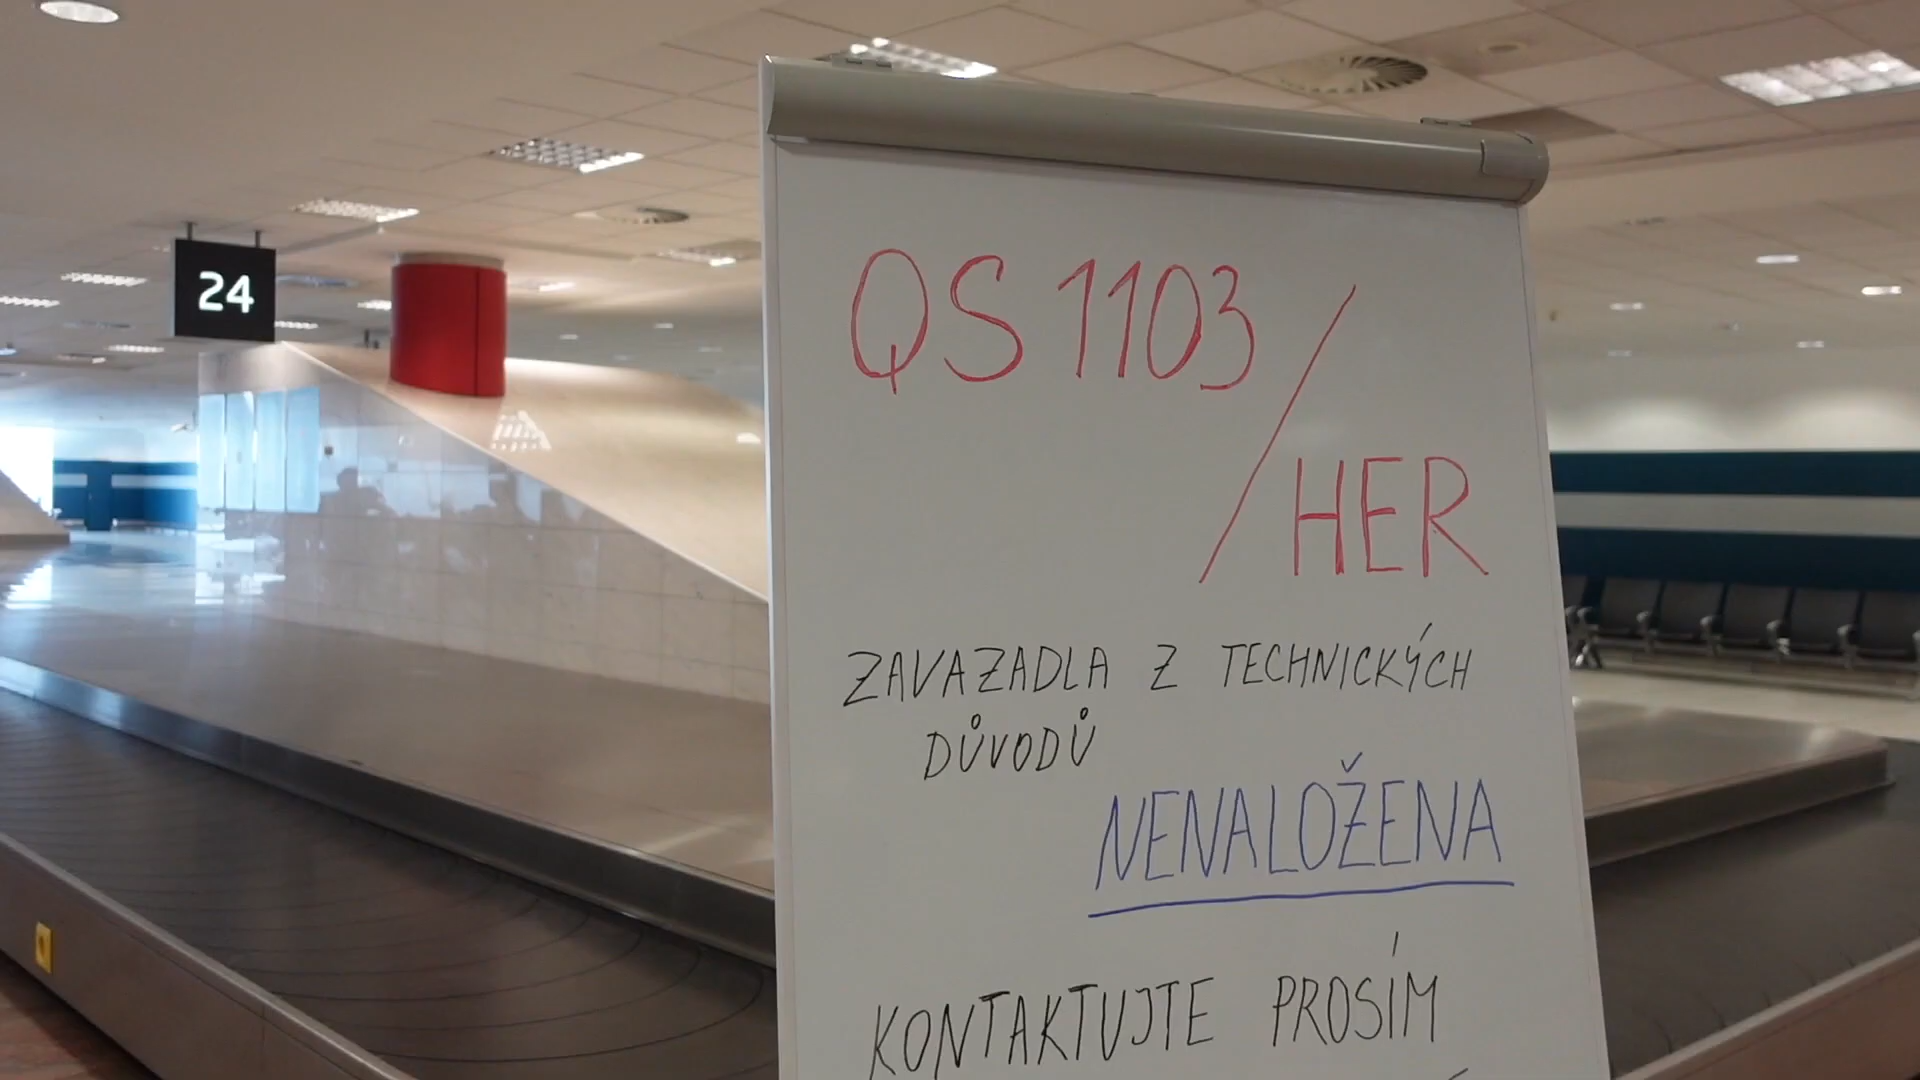 24
QS 1103/
HER
ZAVAZADLA Z TECHNICKÝCH
DŮVODŮ
NENALOŽENA
KONTAKTUJTE PROSÍM